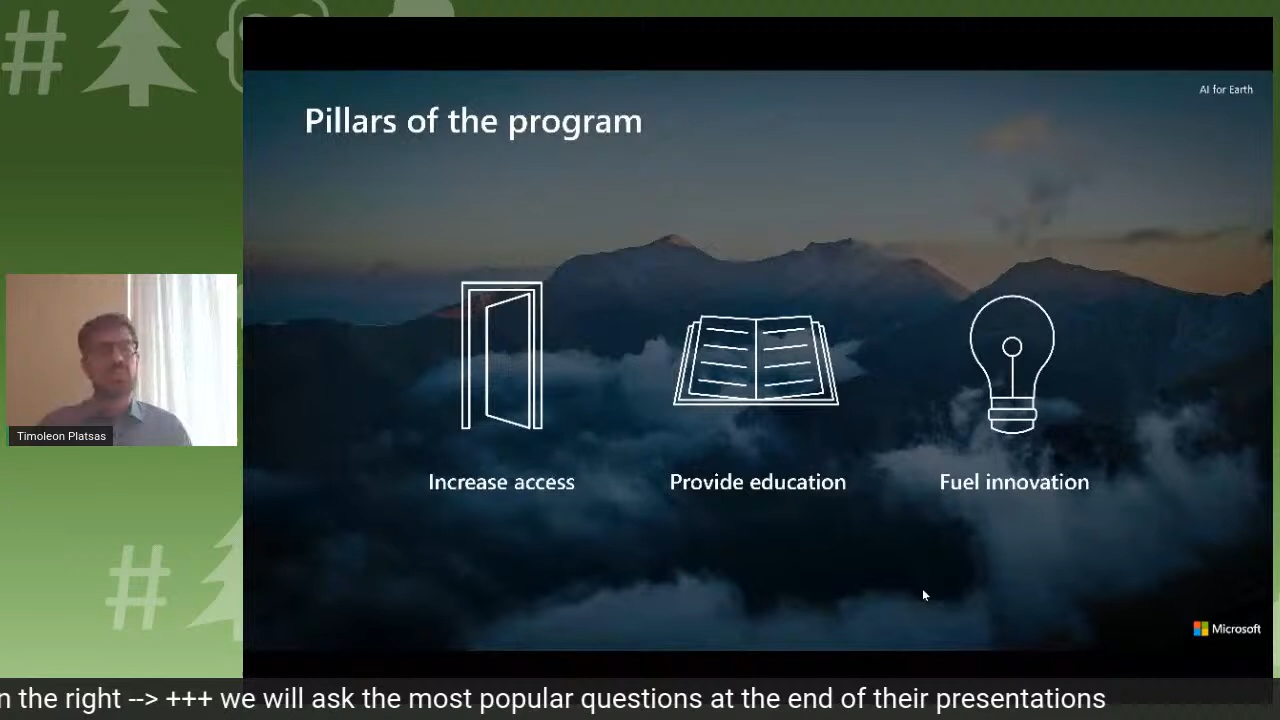 AI for Earth
Pillars of the program
Increase access
Provide education
Fuel innovation
Timoleon Platsas
Microsoft
n the right --> +++ we will ask the most popular questions at the end of their presentations